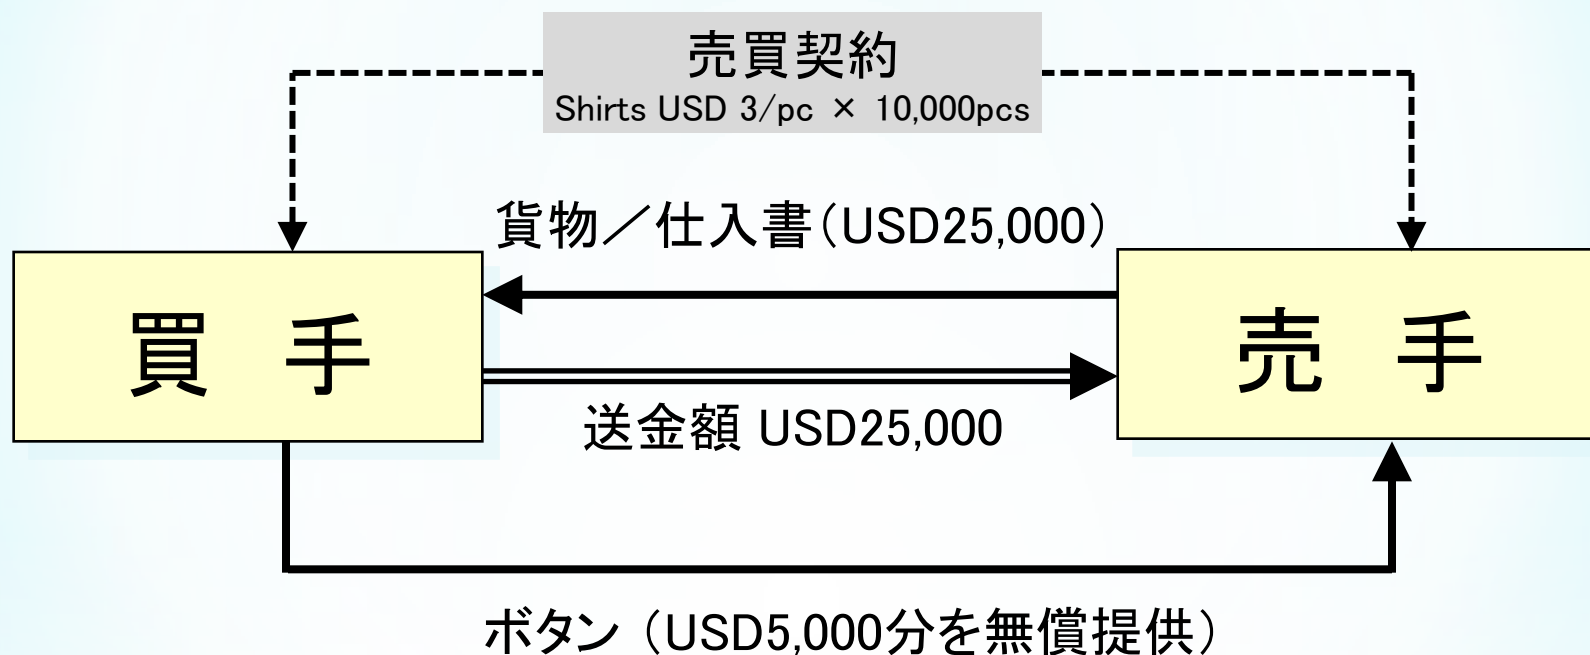 売買契約
Shirts USD 3/pc × 10,000pcs
貨物／仕入書（USD25,000）
買 手
売 手
送金額 USD25,000
ボタン（USD5,000分を無償提供）